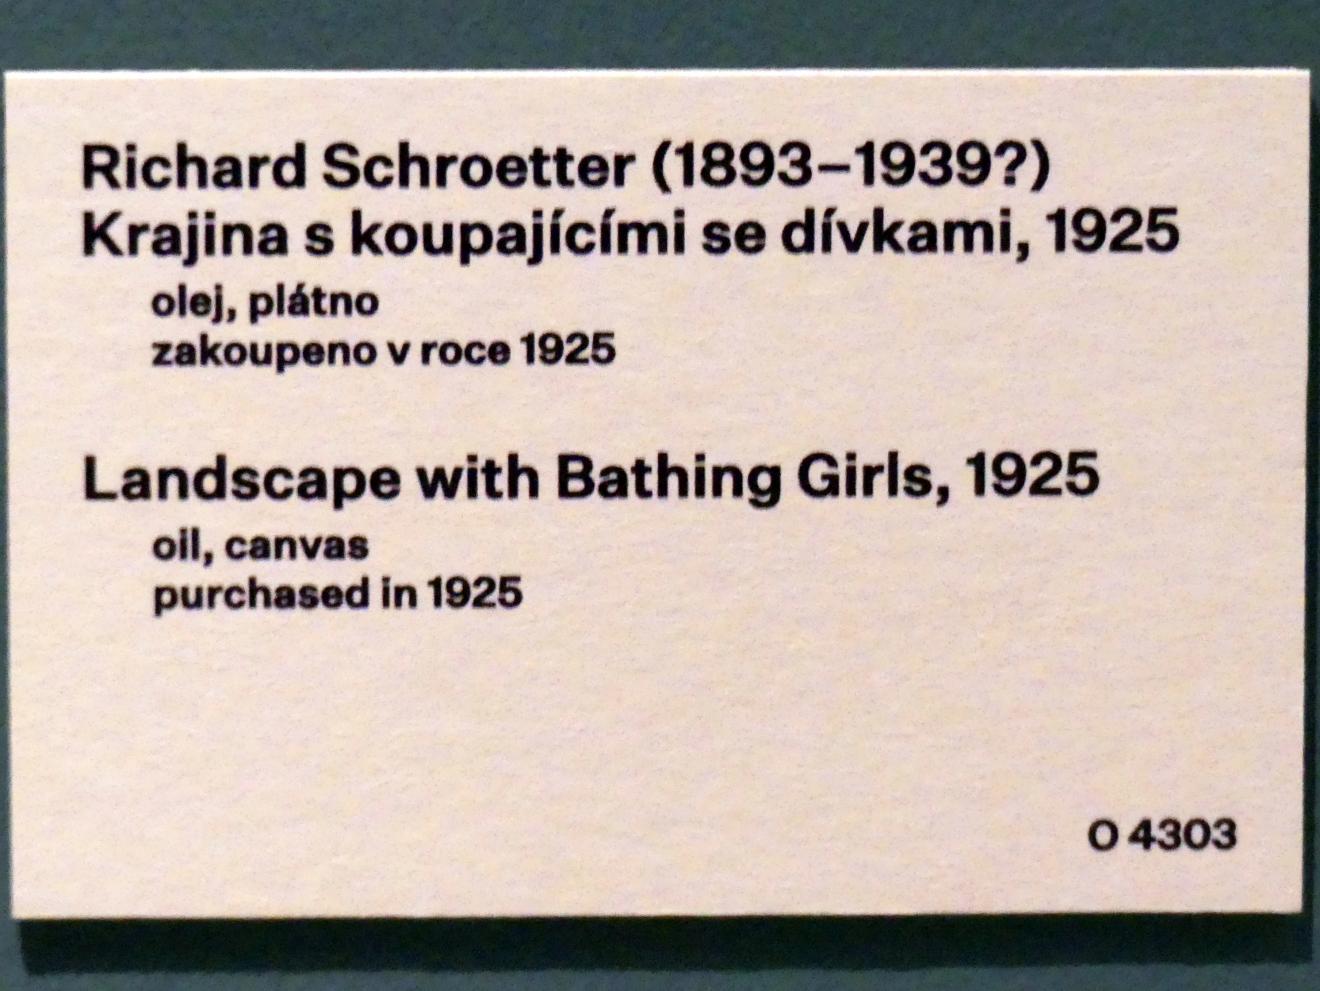 Richard Schroetter (1893–1939?)
Krajina s koupajícími se dívkami, 1925
olej, plátno
zakoupeno v roce 1925
Landscape with Bathing Girls, 1925
oil, canvas
purchased in 1925
O 4303